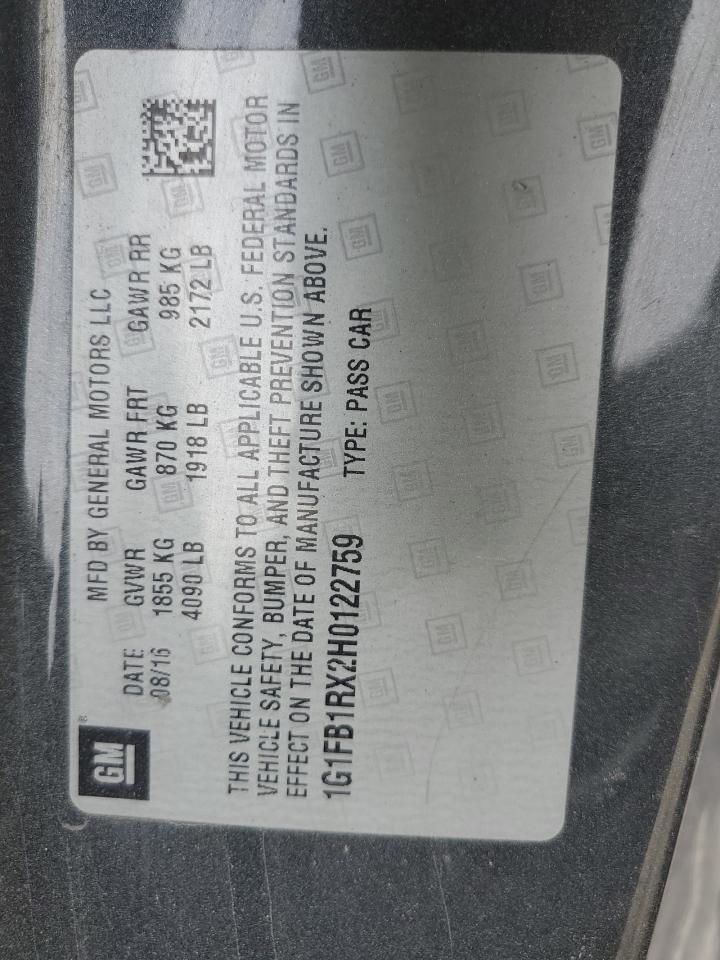 GM ®
MFD BY GENERAL MOTORS LLC
DATE GVWR GAWR FRT GAWR RR
08/16 1855 KG 870 KG 985 KG
4090 LB 1918 LB 2172 LB
THIS VEHICLE CONFORMS TO ALL APPLICABLE U.S. FEDERAL MOTOR
VEHICLE SAFETY, BUMPER, AND THEFT PREVENTION STANDARDS IN
EFFECT ON THE DATE OF MANUFACTURE SHOWN ABOVE.
1G1FB1RX2H0122759 TYPE: PASS CAR